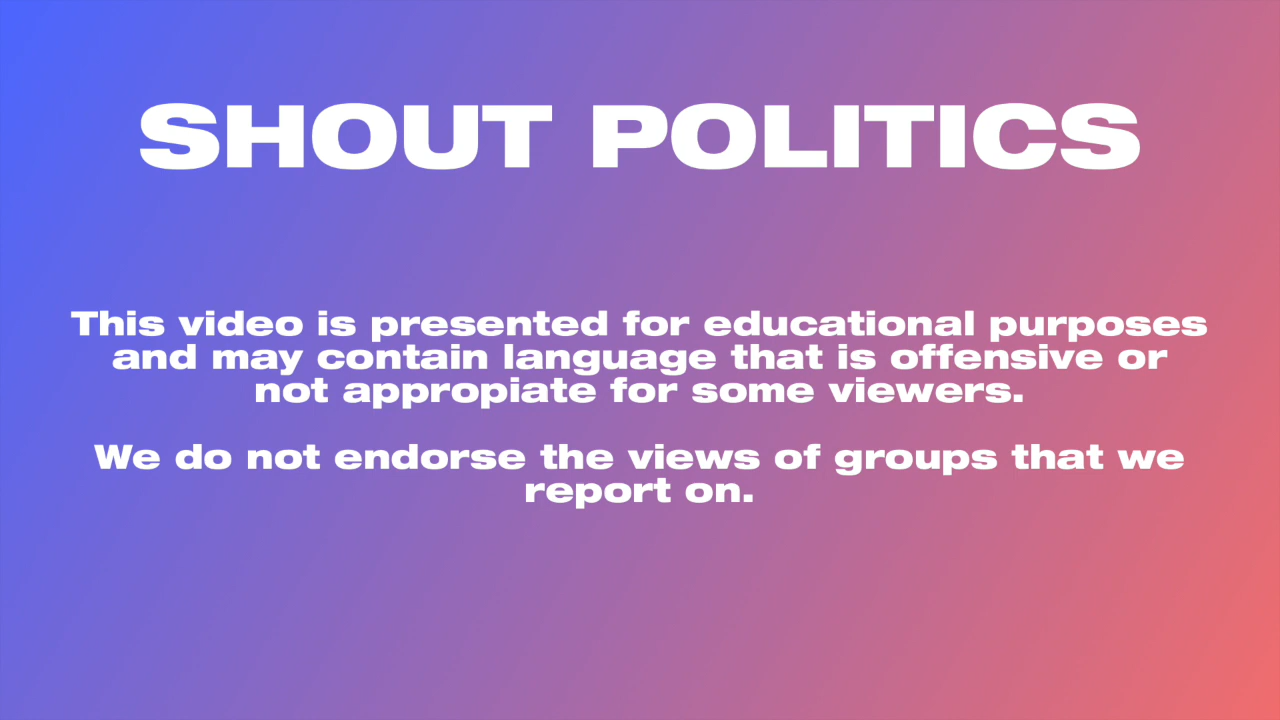 SHOUT POLITICS
This video is presented for educational purposes
and may contain language that is offensive or
not appropiate for some viewers.
We do not endorse the views of groups that we
report on.